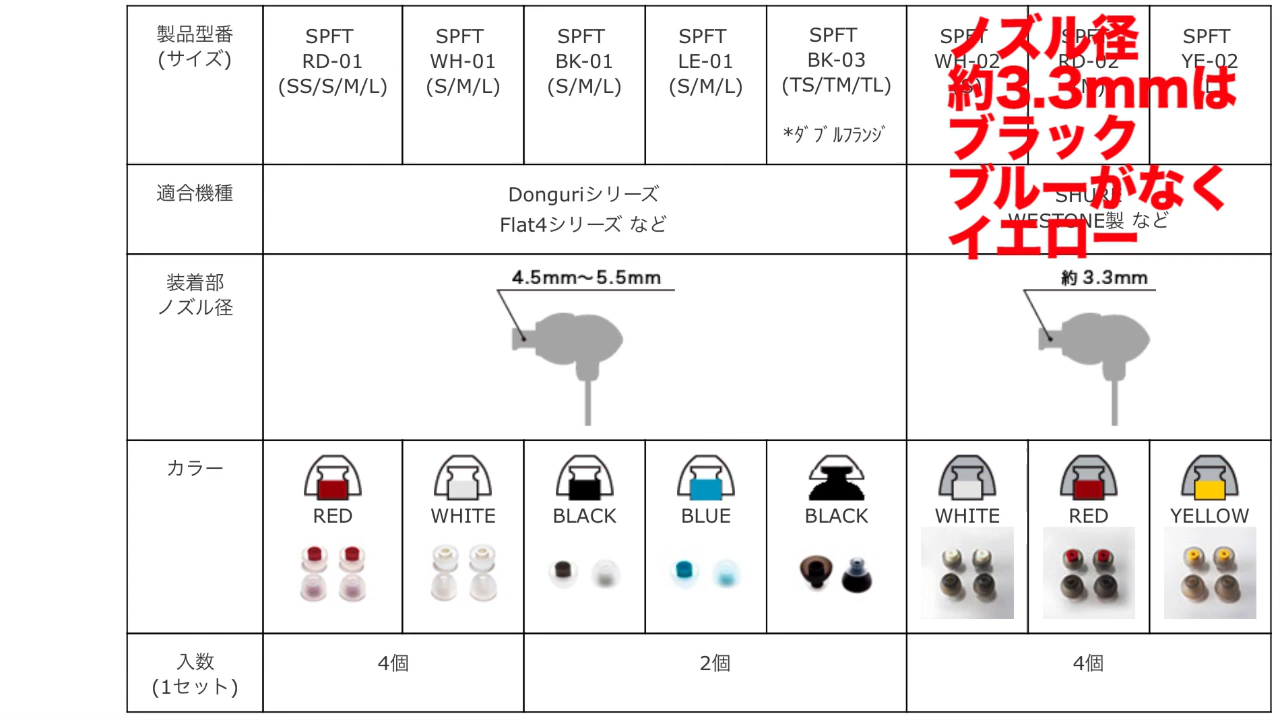 製品型番
(サイズ)
SPFT
RD-01
(SS/S/M/L)
SPFT
WH-01
(S/M/L)
SPFT
BK-01
(S/M/L)
SPFT
LE-01
(S/M/L)
SPFT
BK-03
(TS/TM/TL)
*ﾀﾞﾌﾞﾙﾌﾗﾝｼﾞ
SPFT
WH-02
(S)
SPFT
RD-02
(M)
SPFT
YE-02
ノズル径
約3.3mmは
ブラック
ブルーがなく
イエロー
適合機種
Donguriシリーズ
Flat4シリーズ など
SHURE
WESTONE製 など
装着部
ノズル径
4.5mm〜5.5mm
約 3.3mm
カラー
RED
WHITE
BLACK
BLUE
BLACK
WHITE
RED
YELLOW
入数
(1セット)
4個
2個
4個